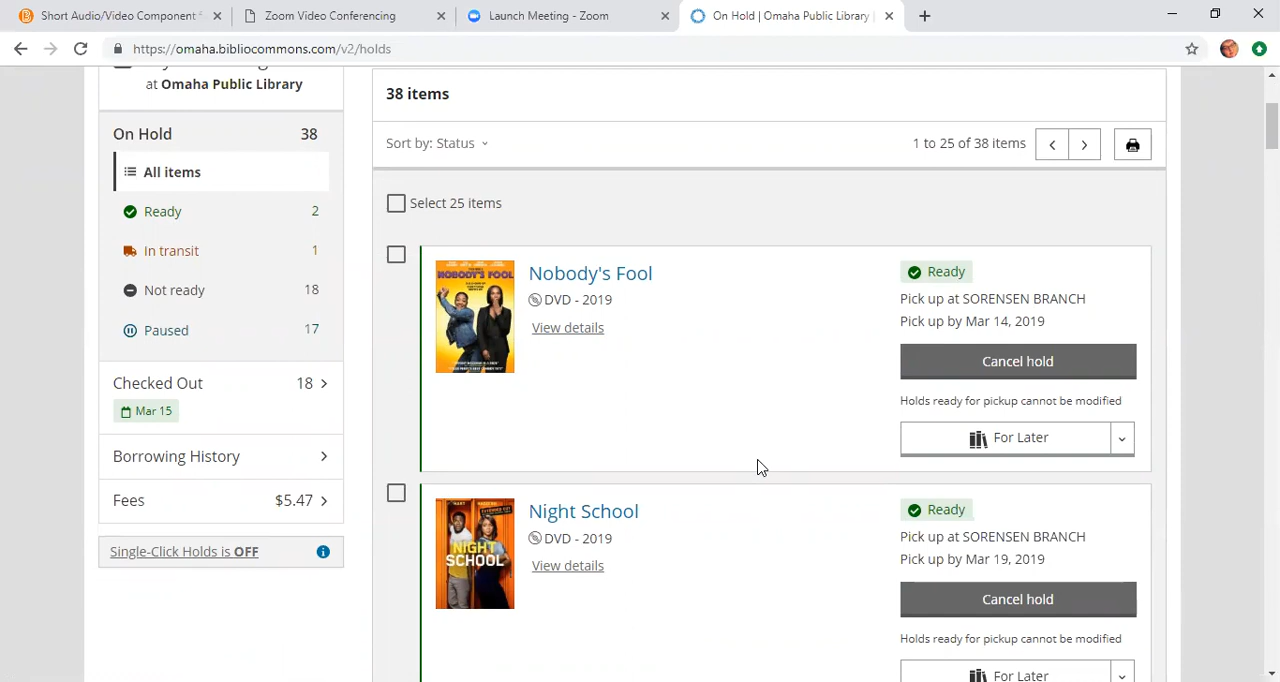 Short Audio/Video Component
Zoom Video Conferencing
Launch Meeting - Zoom
On Hold | Omaha Public Library
https://omaha.bibliocommons.com/v2/holds
at Omaha Public Library
On Hold 38
All items
Ready 2
In transit 1
Not ready 18
Paused 17
Checked Out 18
Mar 15
Borrowing History
Fees $5.47
Single-Click Holds is OFF
38 items
Sort by: Status
1 to 25 of 38 items
Select 25 items
NOBODY'S FOOL
Nobody's Fool
DVD - 2019
View details
Ready
Pick up at SORENSEN BRANCH
Pick up by Mar 14, 2019
Cancel hold
Holds ready for pickup cannot be modified
For Later
HART
NIGHT
SCHOOL
Night School
DVD - 2019
View details
Ready
Pick up at SORENSEN BRANCH
Pick up by Mar 19, 2019
Cancel hold
Holds ready for pickup cannot be modified
For Later